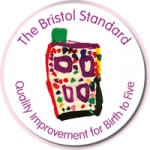 The Bristol Standard
Quality Improvement for Birth to Five